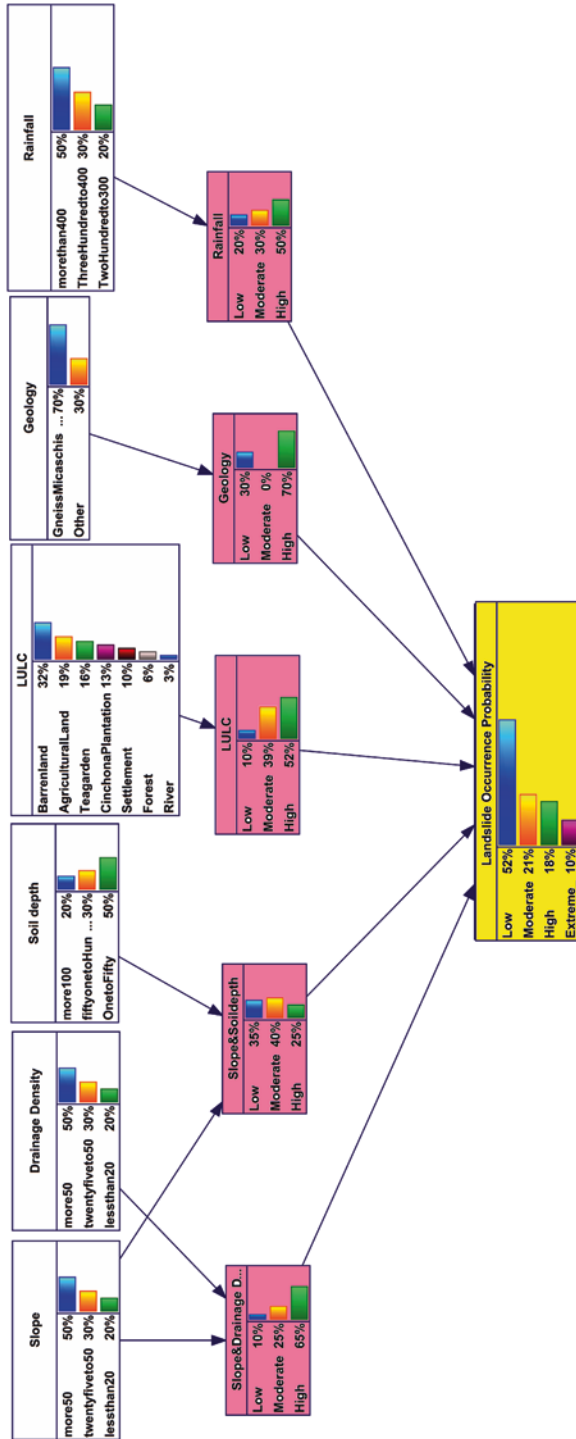 Slope
more50 50%
twentyfiveto50 30%
lessthan20 20%
Drainage Density
more50 50%
twentyfiveto50 30%
lessthan20 20%
Soil depth
more100 20%
fiftyonetoHun ... 30%
OnetoFifty 50%
LULC
Barrenland 32%
AgriculturalLand 19%
Teagarden 16%
CinchonaPlantation 13%
Settlement 10%
Forest 6%
River 3%
Geology
GneissMicaschis ... 70%
Other 30%
Rainfall
morethan400 50%
ThreeHundredto400 30%
TwoHundredto300 20%
Slope&Drainage D...
Low 10%
Moderate 25%
High 65%
Slope&Soildepth
Low 35%
Moderate 40%
High 25%
LULC
Low 10%
Moderate 39%
High 52%
Geology
Low 30%
Moderate 0%
High 70%
Rainfall
Low 20%
Moderate 30%
High 50%
Landslide Occurrence Probability
Low 52%
Moderate 21%
High 18%
Extreme 10%